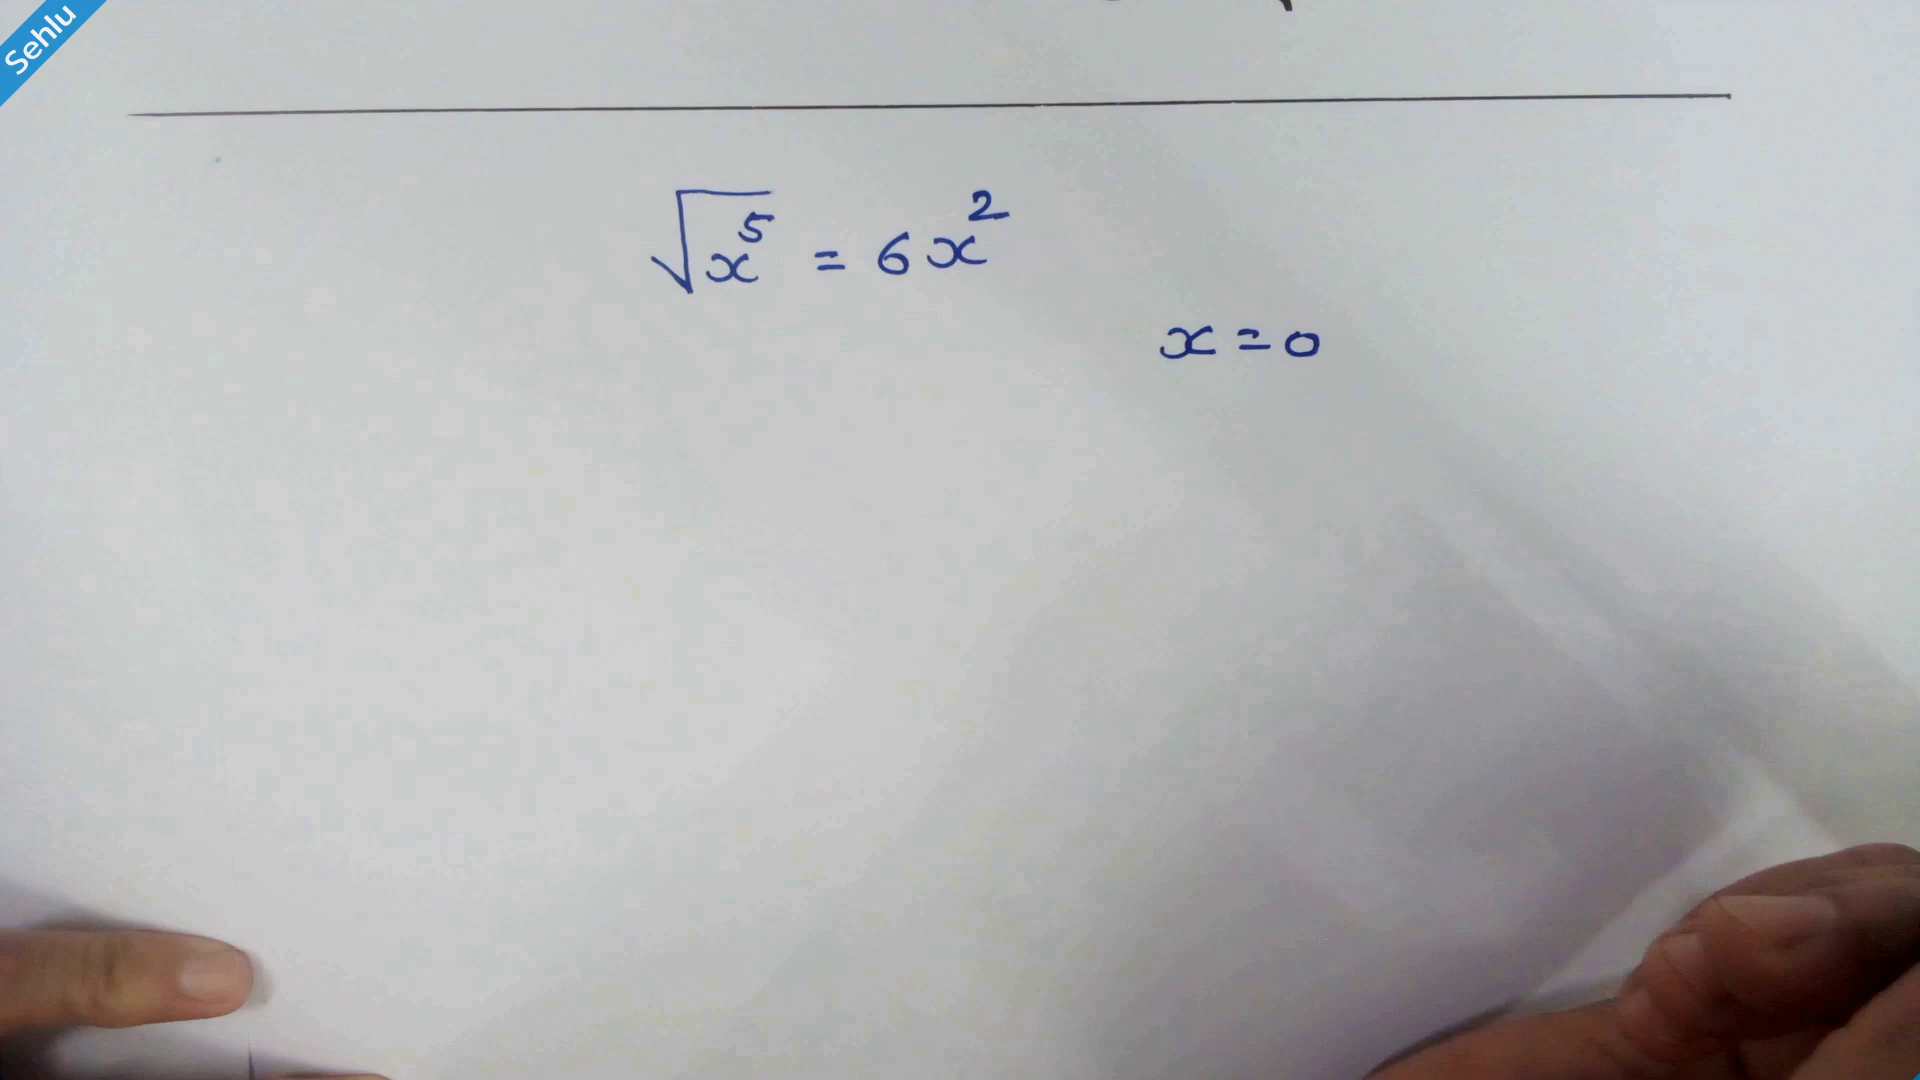 Sehlu
√x⁵ = 6x²
x = 0